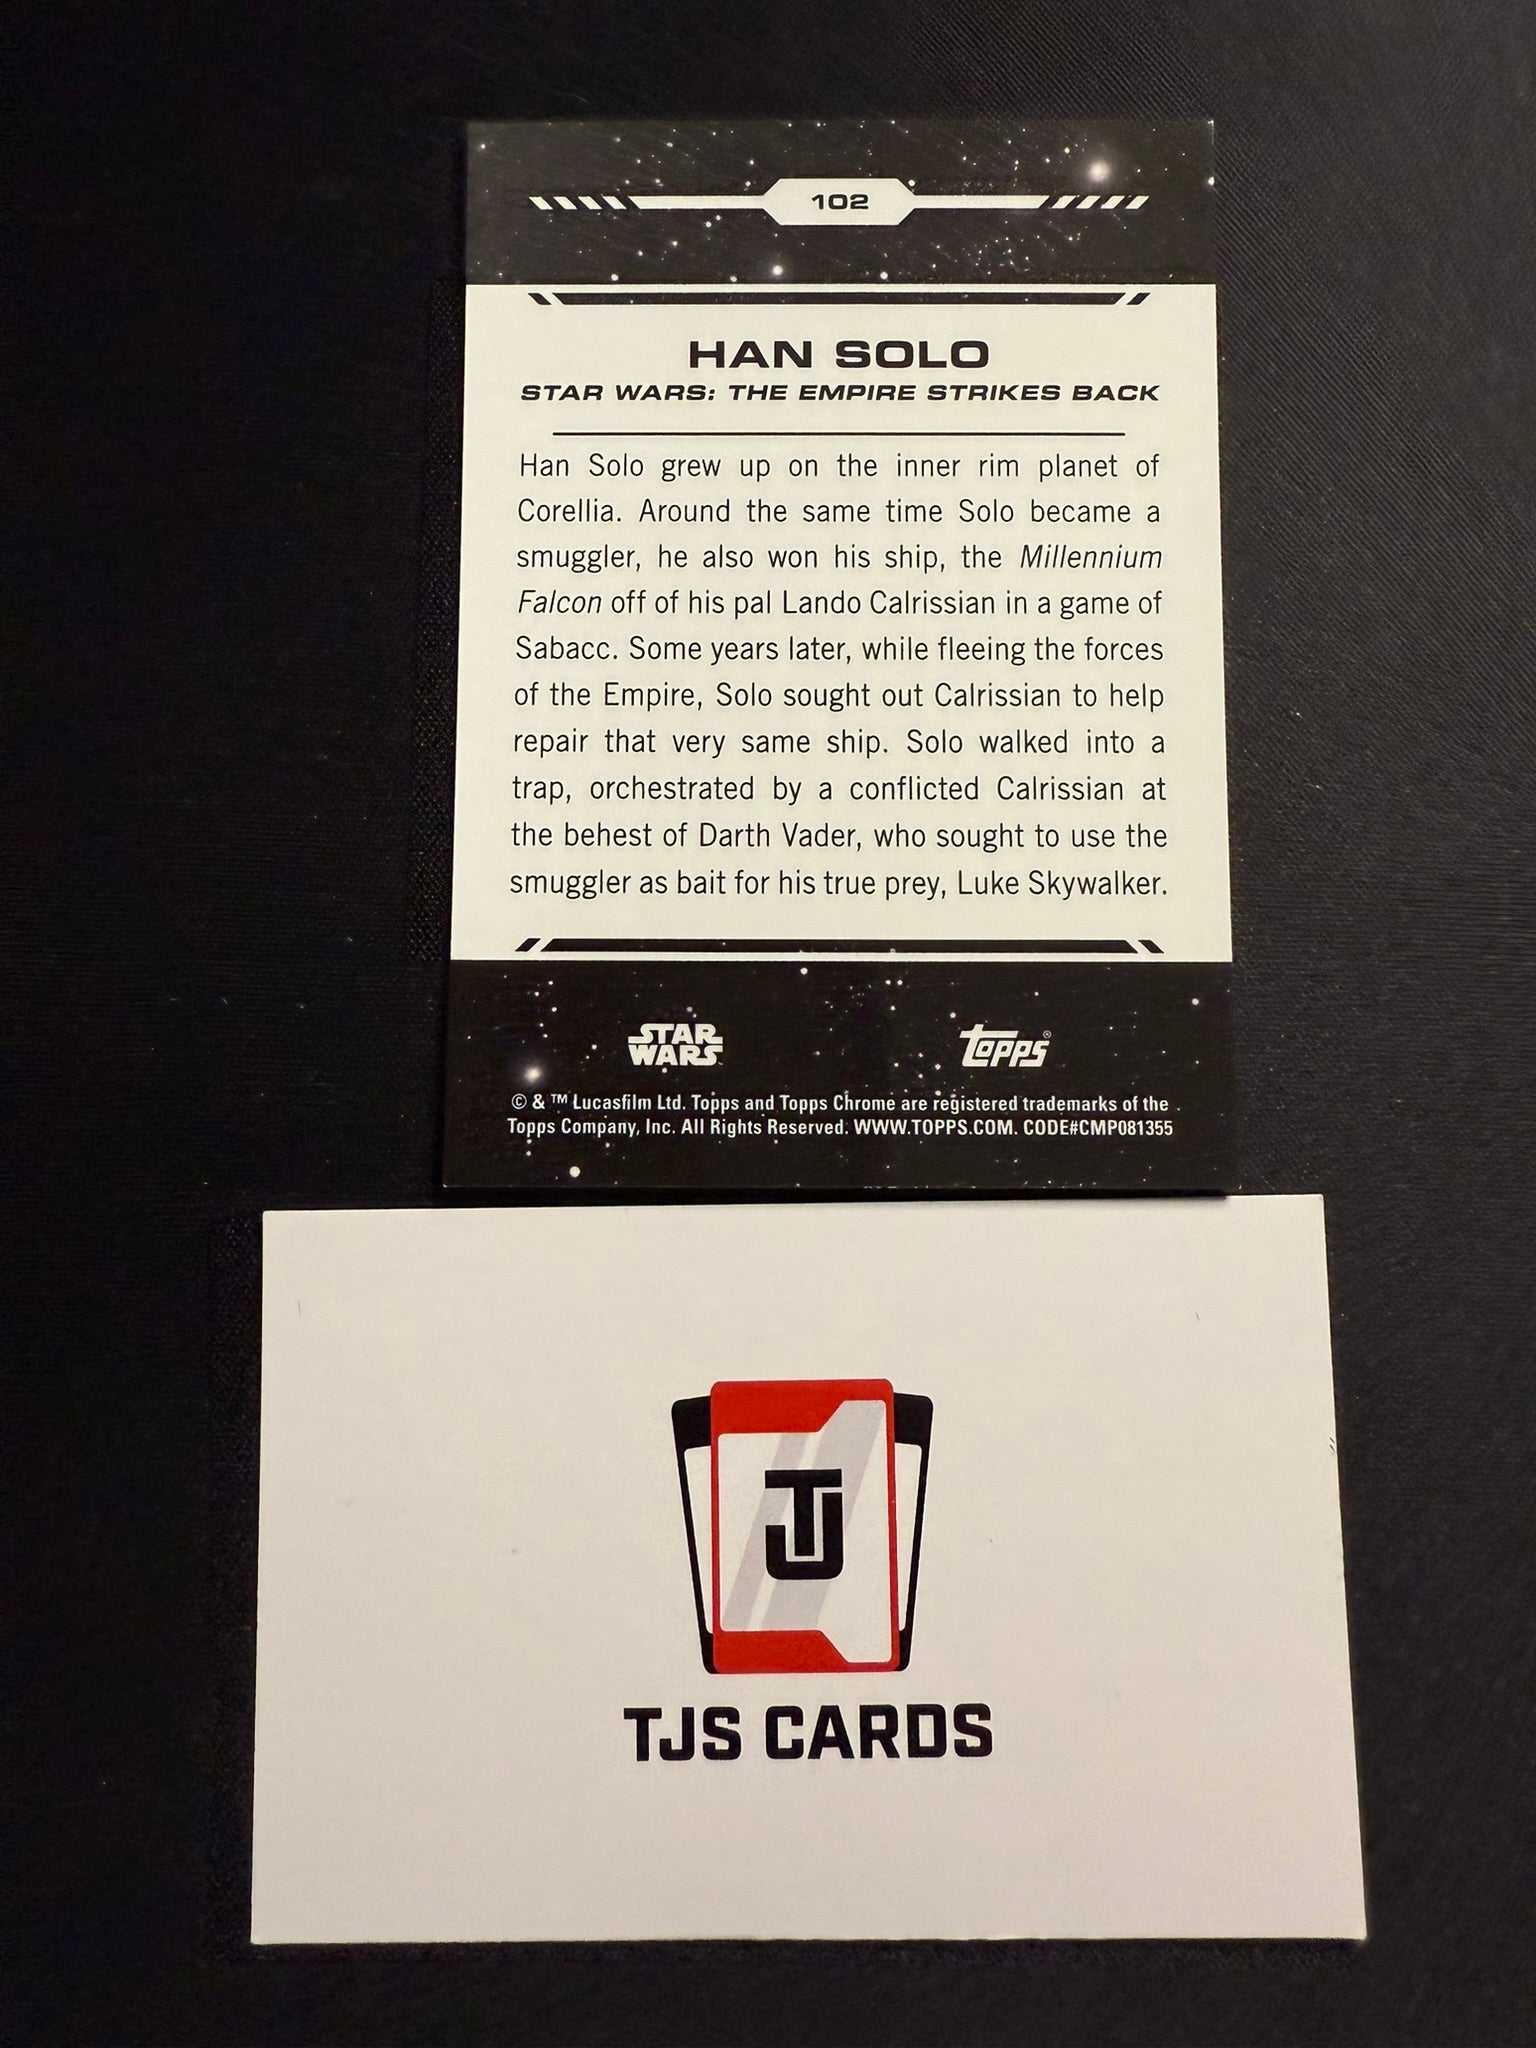 102
HAN SOLO
STAR WARS: THE EMPIRE STRIKES BACK
Han Solo grew up on the inner rim planet of
Corellia. Around the same time Solo became a
smuggler, he also won his ship, the Millennium
Falcon off of his pal Lando Calrissian in a game of
Sabacc. Some years later, while fleeing the forces
of the Empire, Solo sought out Calrissian to help
repair that very same ship. Solo walked into a
trap, orchestrated by a conflicted Calrissian at
the behest of Darth Vader, who sought to use the
smuggler as bait for his true prey, Luke Skywalker.
STAR
WARS
topps®
© & ™ Lucasfilm Ltd. Topps and Topps Chrome are registered trademarks of the
Topps Company, Inc. All Rights Reserved. WWW.TOPPS.COM. CODE#CMP081355
TJ
TJS CARDS